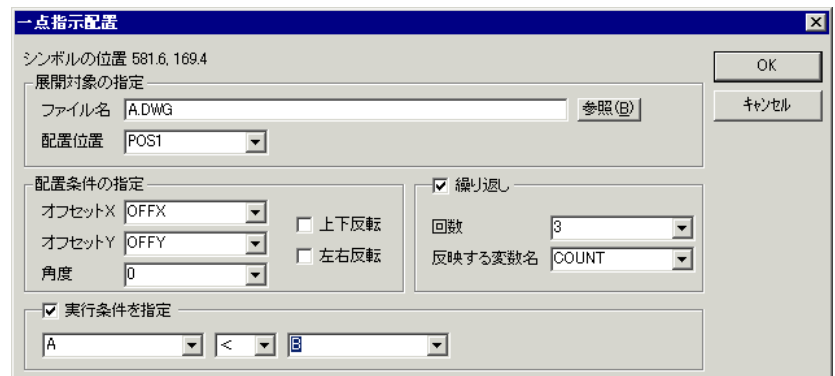 一点指示配置
シンボルの位置 581.6, 169.4
展開対象の指定
ファイル名 A.DWG 参照(B)
配置位置 POS1
OK
キャンセル
配置条件の指定
オフセットX OFFX
オフセットY OFFY
角度 0
上下反転
左右反転
繰り返し
回数 3
反映する変数名 COUNT
実行条件を指定
A < B